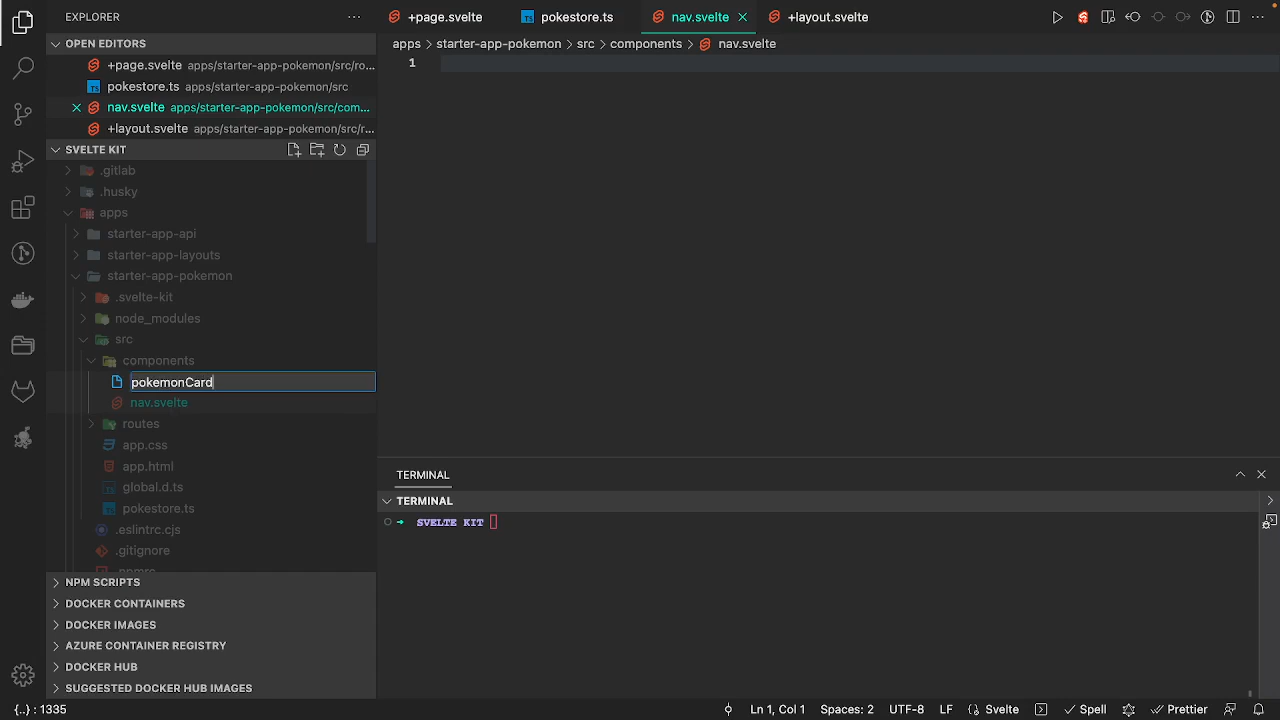 EXPLORER
OPEN EDITORS
+page.svelte apps/starter-app-pokemon/src/ro...
pokestore.ts apps/starter-app-pokemon/src
nav.svelte apps/starter-app-pokemon/src/com...
+layout.svelte apps/starter-app-pokemon/src/r...
SVELTE KIT
.gitlab
.husky
apps
starter-app-api
starter-app-layouts
starter-app-pokemon
.svelte-kit
node_modules
src
components
pokemonCard
nav.svelte
routes
app.css
app.html
global.d.ts
pokestore.ts
.eslintrc.cjs
.gitignore
.npmrc
NPM SCRIPTS
DOCKER CONTAINERS
DOCKER IMAGES
AZURE CONTAINER REGISTRY
DOCKER HUB
SUGGESTED DOCKER HUB IMAGES
+page.svelte pokestore.ts nav.svelte +layout.svelte
apps > starter-app-pokemon > src > components > nav.svelte
1
TERMINAL
TERMINAL
SVELTE KIT
{..} : 1335 Ln 1, Col 1 Spaces: 2 UTF-8 LF Svelte Spell Prettier